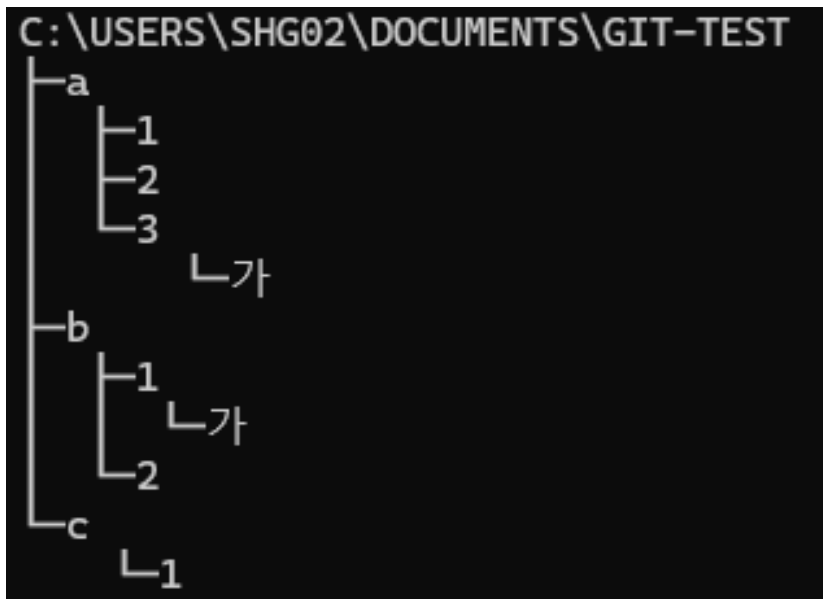 C:\USERS\SHG02\DOCUMENTS\GIT-TEST
├─a
│  ├─1
│  ├─2
│  └─3
│      └─가
├─b
│  ├─1
│  │  └─가
│  └─2
└─c
    └─1